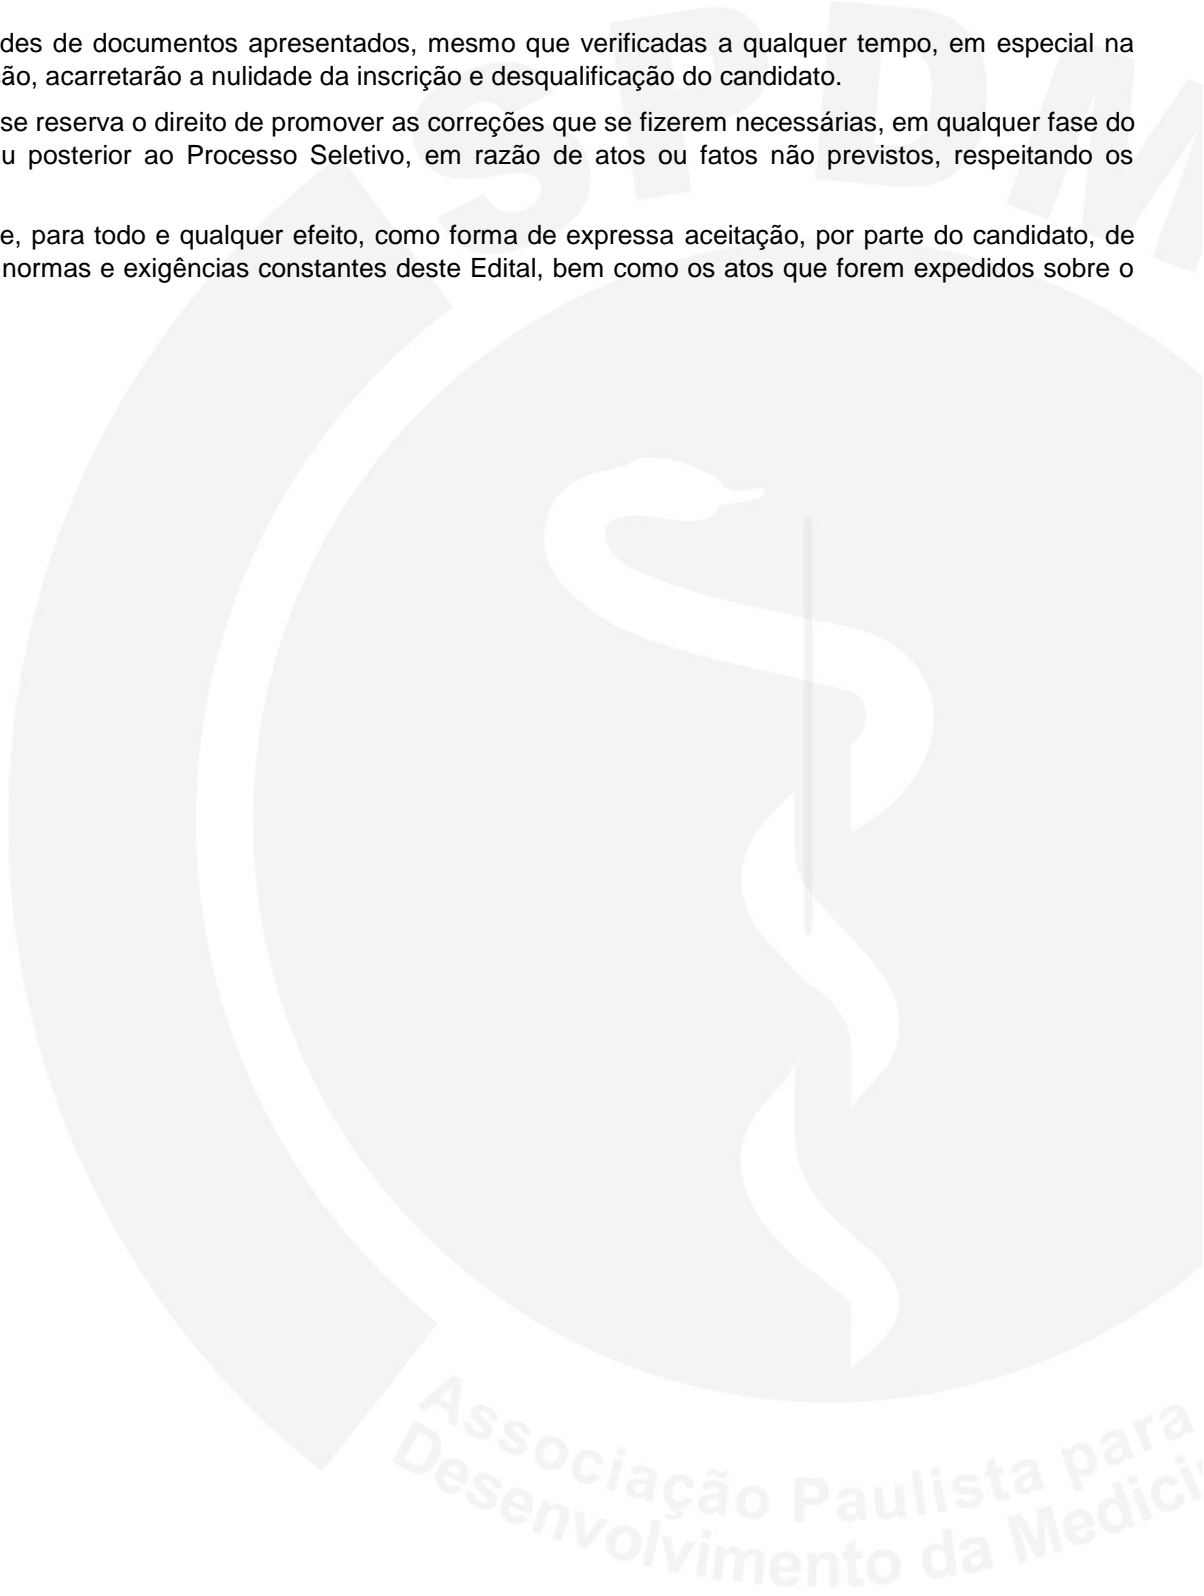 des de documentos apresentados, mesmo que verificadas a qualquer tempo, em especial na
ão, acarretarão a nulidade da inscrição e desqualificação do candidato.
se reserva o direito de promover as correções que se fizerem necessárias, em qualquer fase do
u posterior ao Processo Seletivo, em razão de atos ou fatos não previstos, respeitando os
e, para todo e qualquer efeito, como forma de expressa aceitação, por parte do candidato, de
normas e exigências constantes deste Edital, bem como os atos que forem expedidos sobre o
SPDM
Associação Paulista para
Desenvolvimento da Medici